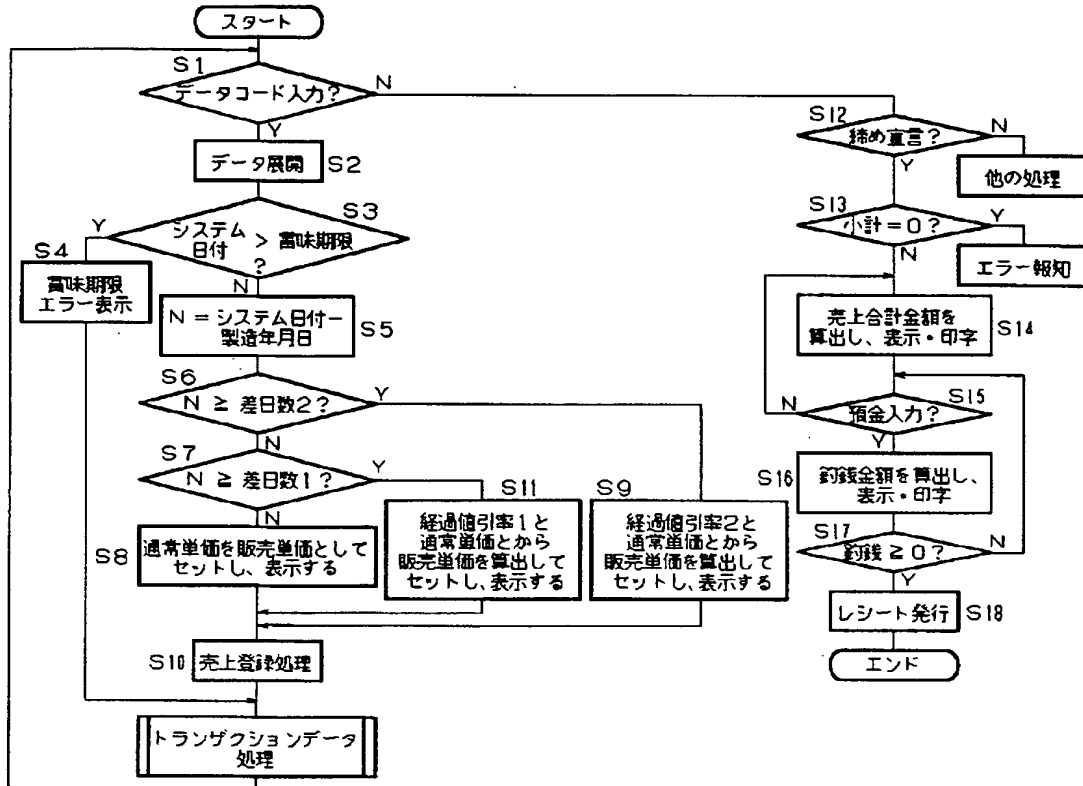 スタート
S1
データコード入力?
N
Y
データ展開
S2
S3
システム
日付 > 賞味期限
?
Y
N
S4
賞味期限
エラー表示
N=システム日付−
製造年月日
S5
S6
N ≧ 差日数2?
Y
N
S7
N ≧ 差日数1?
Y
N
S8
通常単価を販売単価として
セットし、表示する
S11
経過値引率1と
通常単価とから
販売単価を算出して
セットし、表示する
S9
経過値引率2と
通常単価とから
販売単価を算出して
セットし、表示する
S10
売上登録処理
トランザクションデータ
処理
S12
締め宣言?
N
Y
他の処理
S13
小計=0?
Y
N
エラー報知
売上合計金額を
算出し、表示・印字
S14
S15
預金入力?
N
Y
S16
釣銭金額を算出し、
表示・印字
S17
釣銭≧0?
N
Y
レシート発行
S18
エンド